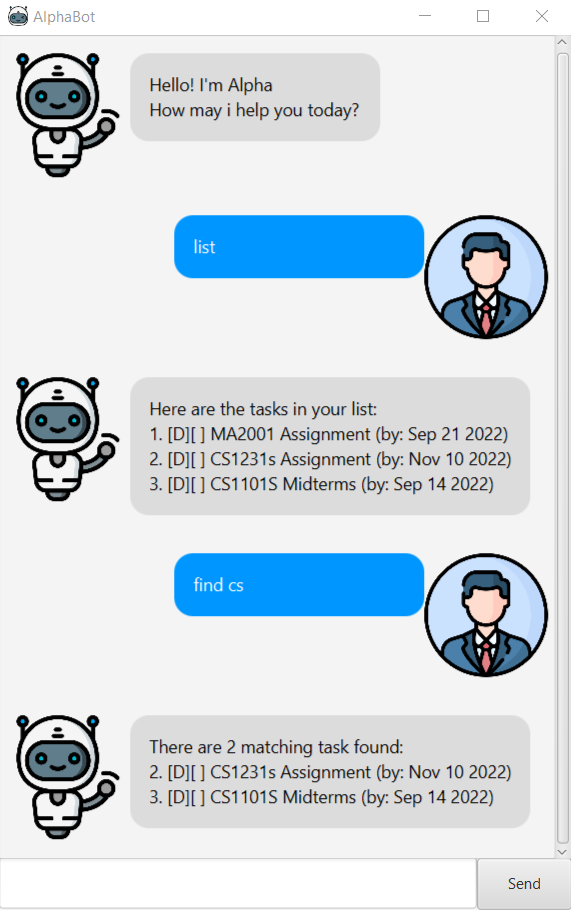 AlphaBot
Hello! I'm Alpha
How may i help you today?
list
Here are the tasks in your list:
1. [D][ ] MA2001 Assignment (by: Sep 21 2022)
2. [D][ ] CS1231s Assignment (by: Nov 10 2022)
3. [D][ ] CS1101S Midterms (by: Sep 14 2022)
find cs
There are 2 matching task found:
2. [D][ ] CS1231s Assignment (by: Nov 10 2022)
3. [D][ ] CS1101S Midterms (by: Sep 14 2022)
Send